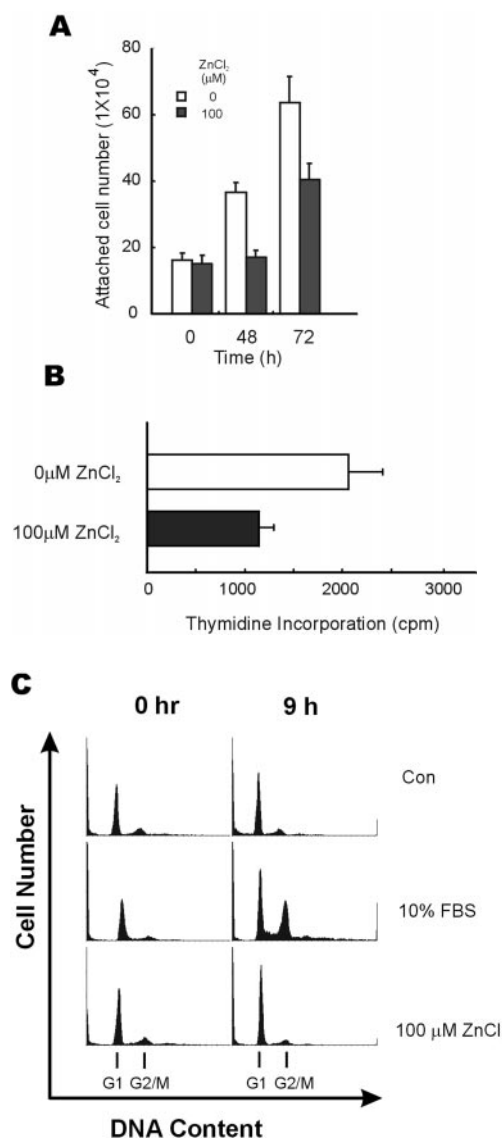 A
Attached cell number (1X10⁴)
80
60
40
20
0
ZnCl₂
(μM)
0
100
0 48 72
Time (h)
B
0μM ZnCl₂
100μM ZnCl₂
0 1000 2000 3000
Thymidine Incorporation (cpm)
C
0 hr 9 h
Cell Number
Con
10% FBS
100 μM ZnCl
G1 G2/M G1 G2/M
DNA Content